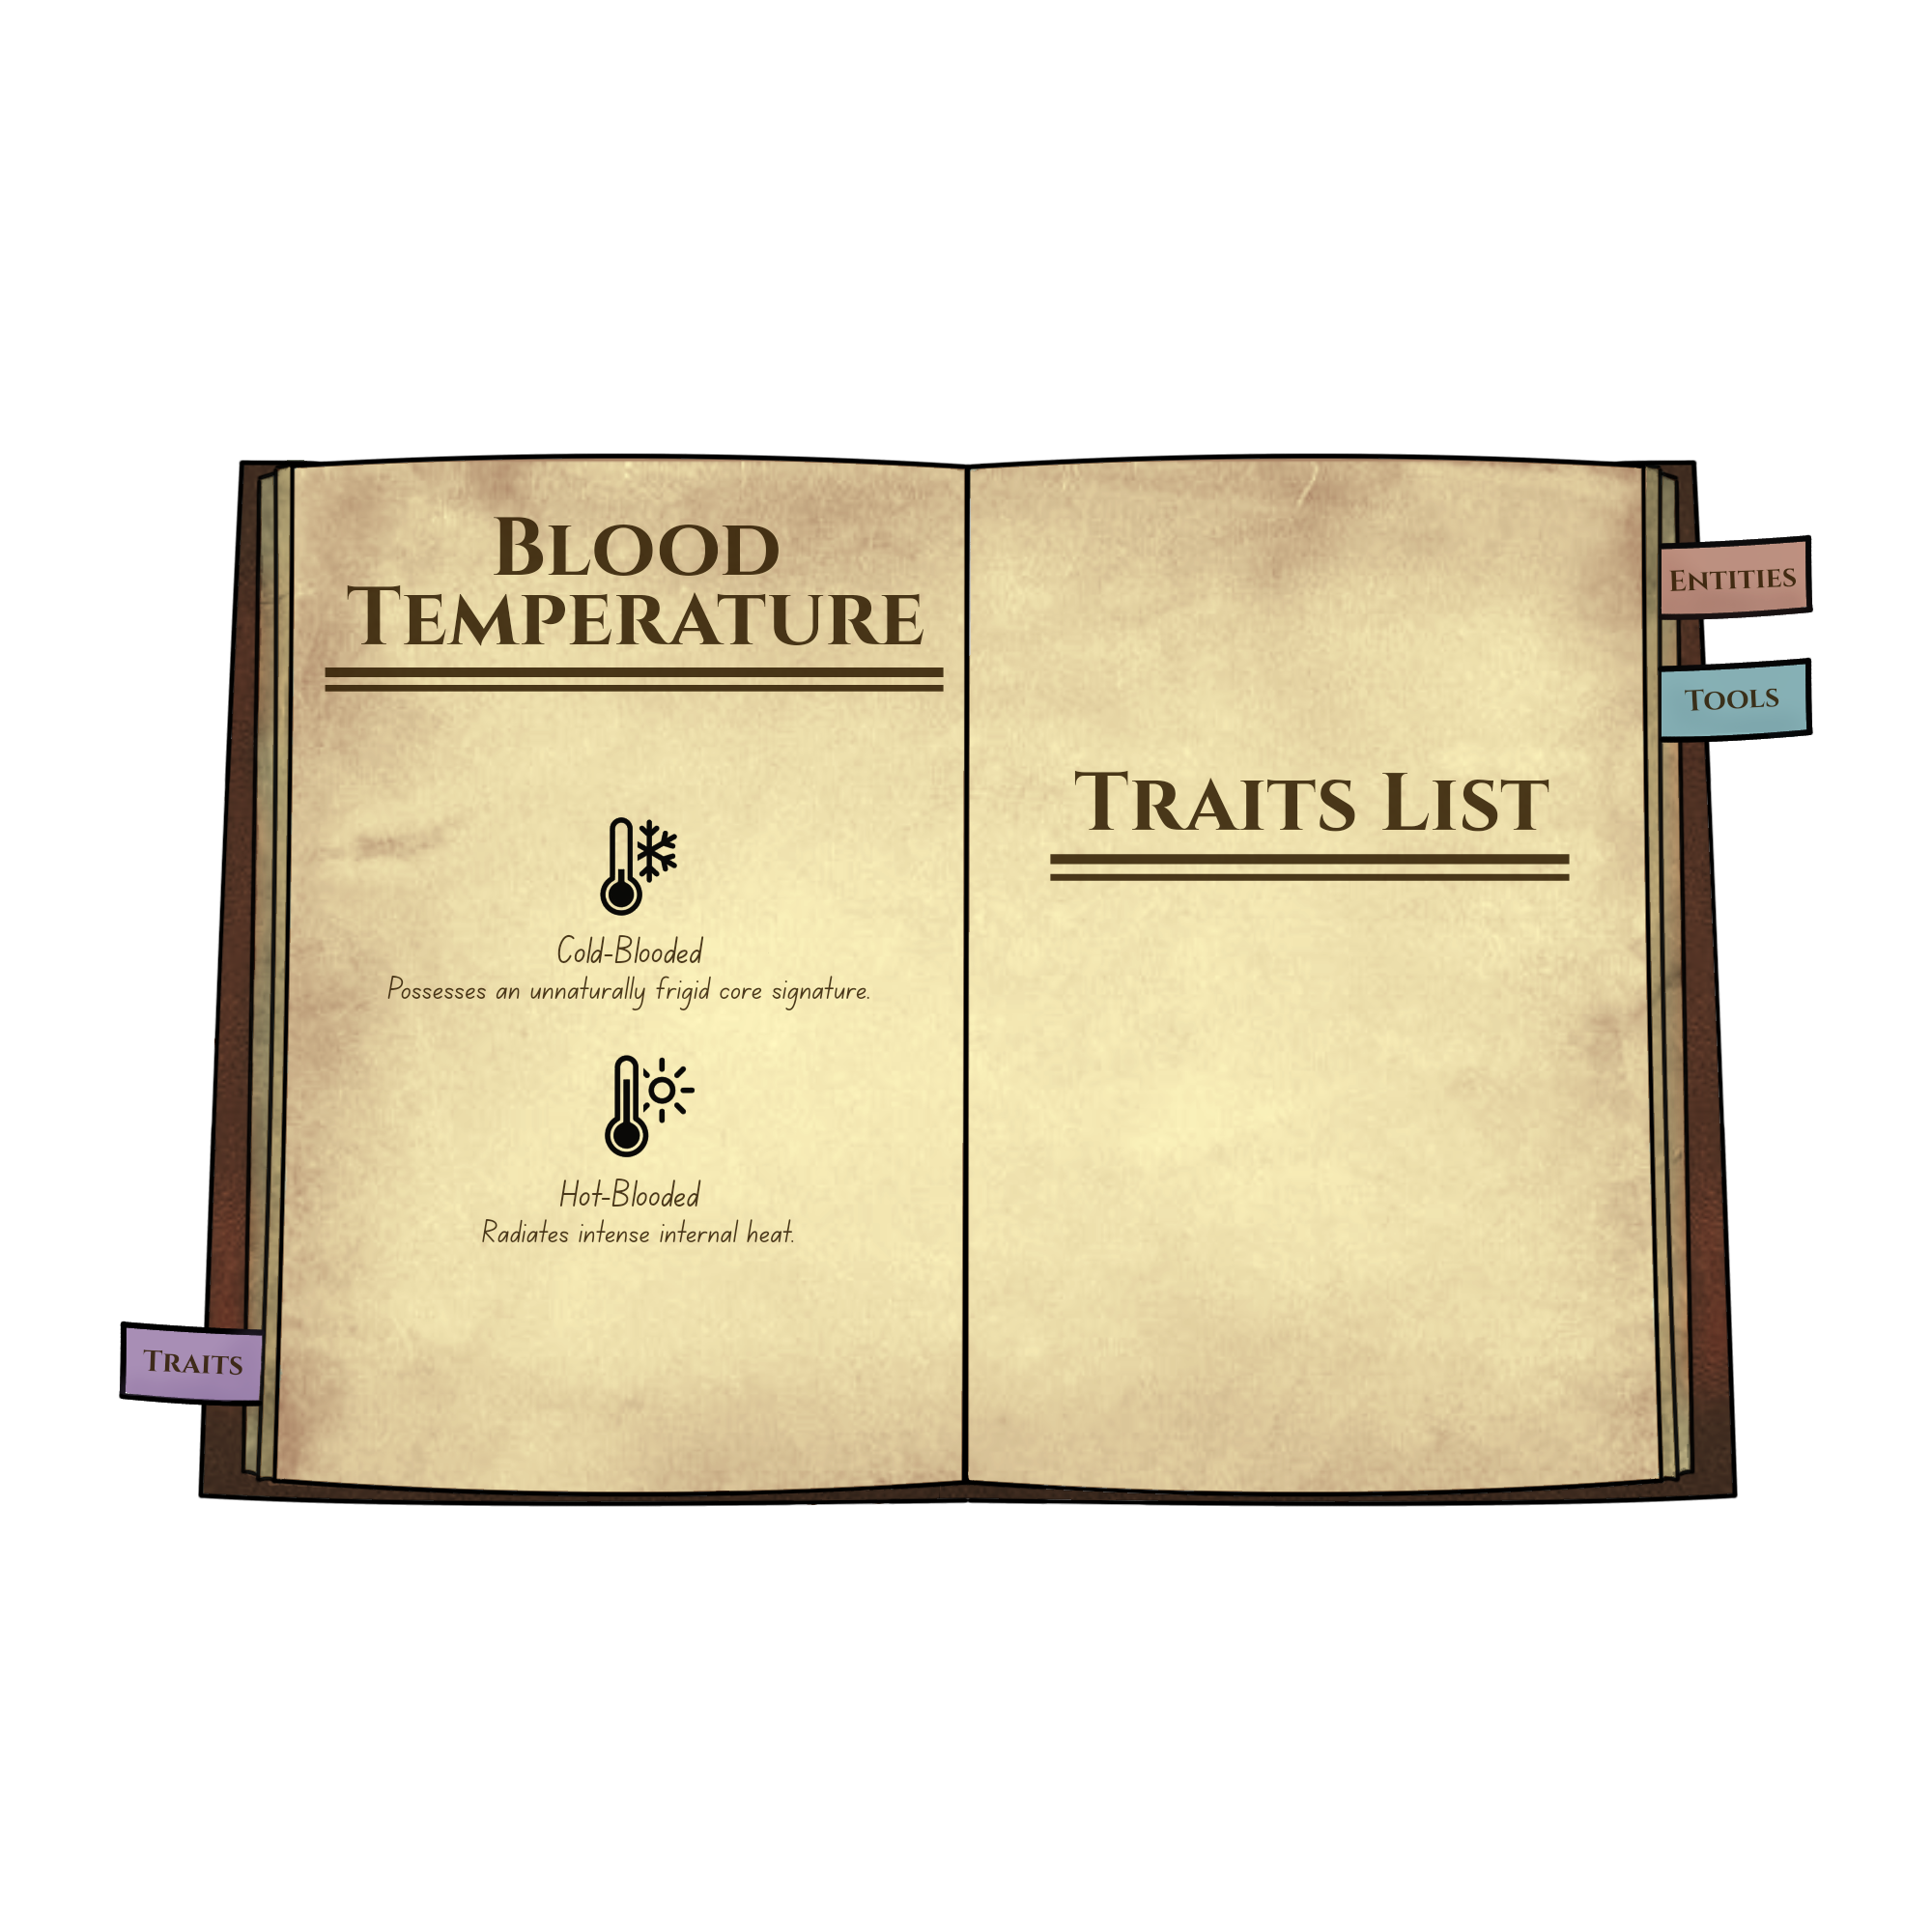 Blood
Temperature
Cold-Blooded
Possesses an unnaturally frigid core signature.
Hot-Blooded
Radiates intense internal heat.
Traits
Traits List
Entities
Tools